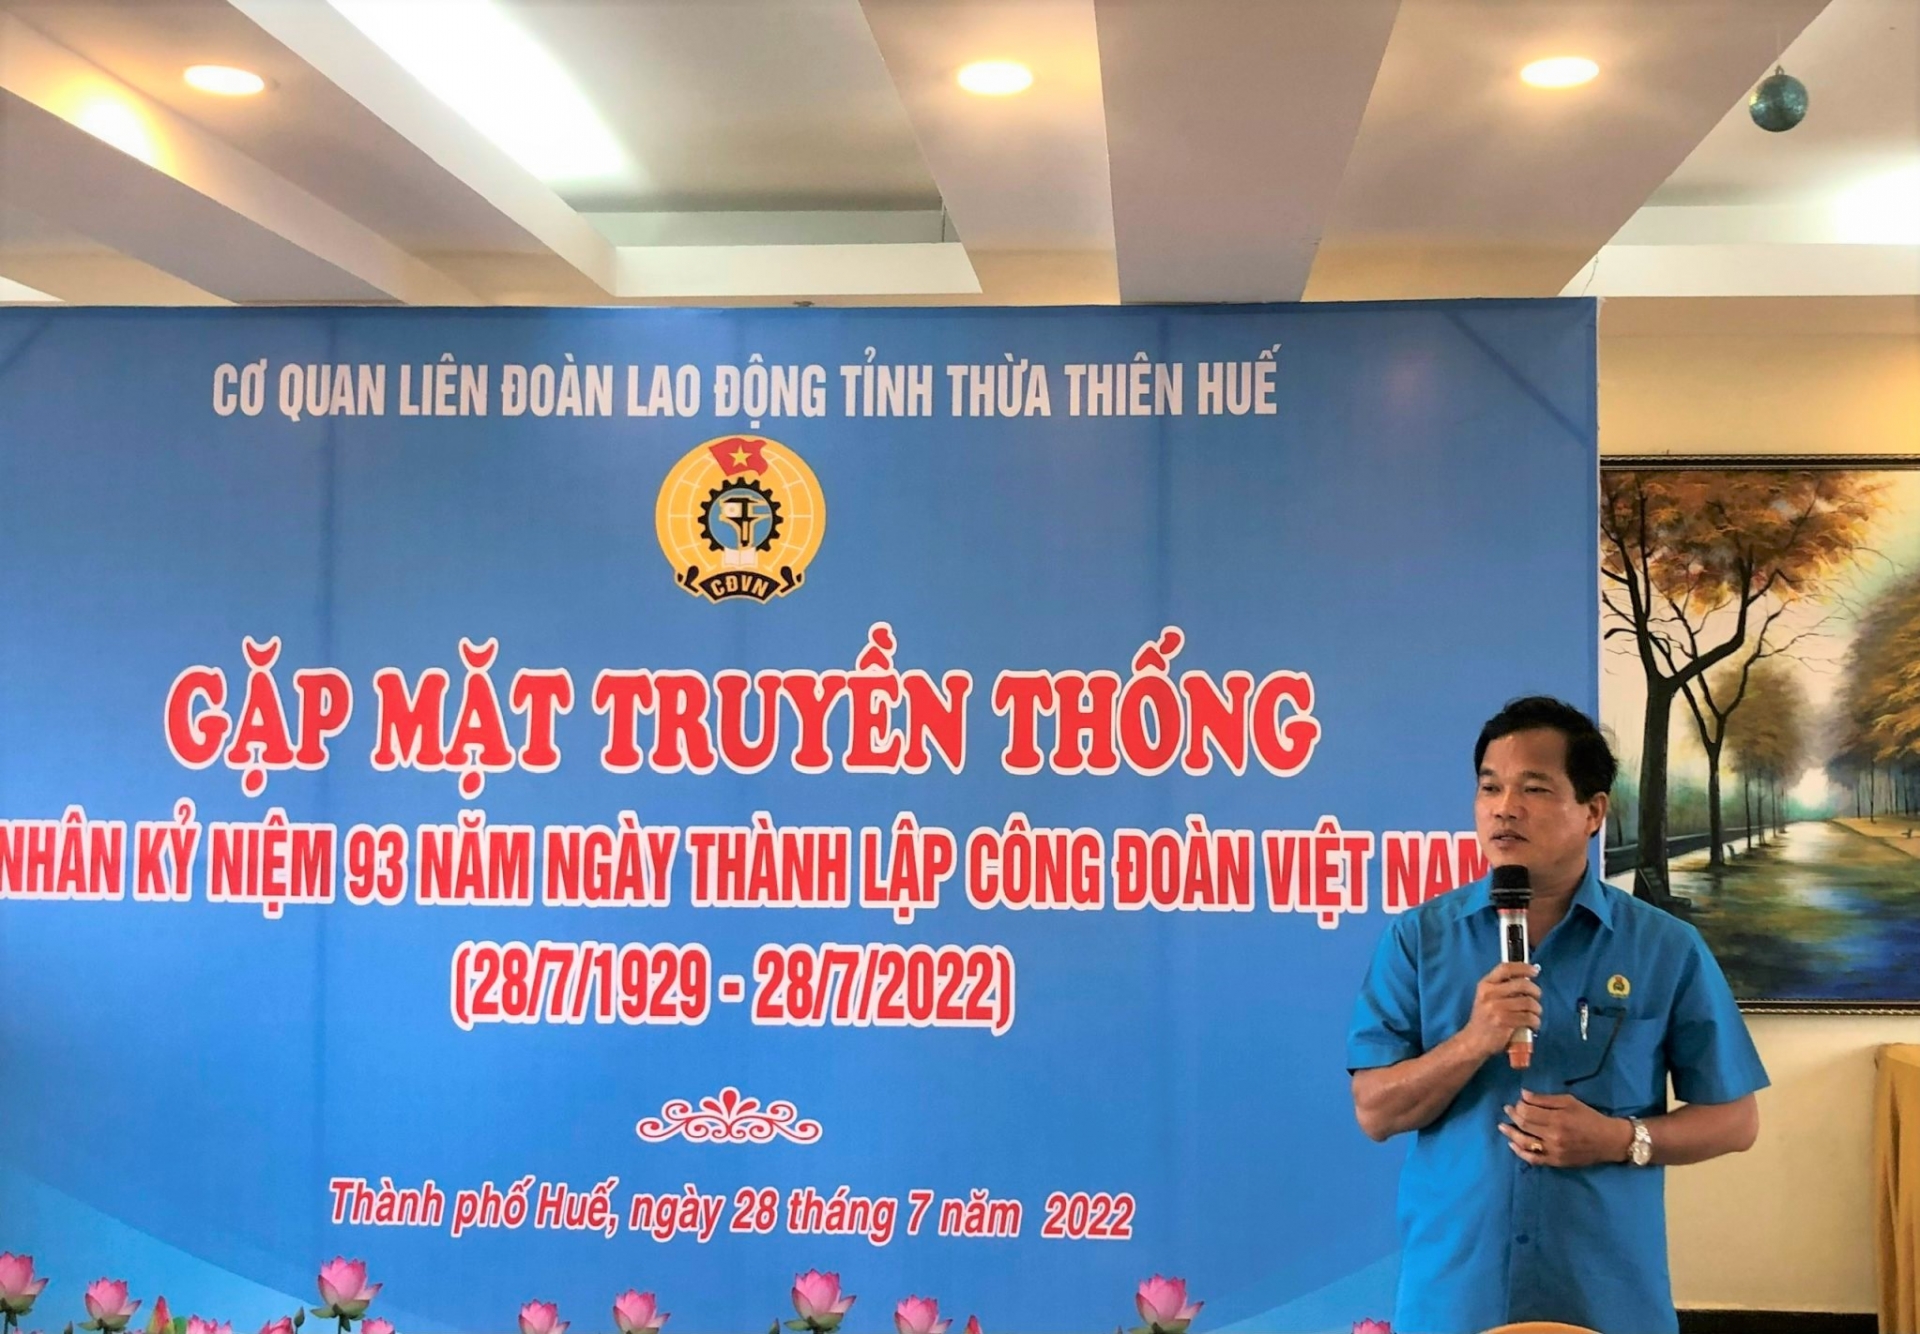 CƠ QUAN LIÊN ĐOÀN LAO ĐỘNG TỈNH THỪA THIÊN HUẾ
CĐVN
GẶP MẶT TRUYỀN THỐNG
NHÂN KỶ NIỆM 93 NĂM NGÀY THÀNH LẬP CÔNG ĐOÀN VIỆT NAM
(28/7/1929 - 28/7/2022)
Thành phố Huế, ngày 28 tháng 7 năm 2022